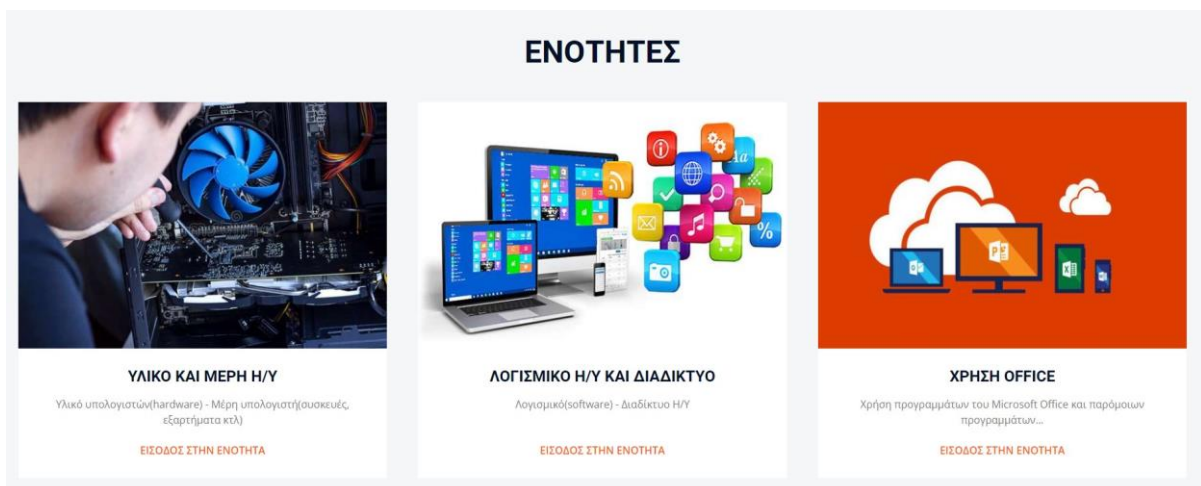 ΕΝΟΤΗΤΕΣ
ΥΛΙΚΟ ΚΑΙ ΜΕΡΗ Η/Υ
Υλικό υπολογιστών(hardware) - Μέρη υπολογιστή(συσκευές,
εξαρτήματα κτλ)
ΕΙΣΟΔΟΣ ΣΤΗΝ ΕΝΟΤΗΤΑ
ΛΟΓΙΣΜΙΚΟ Η/Υ ΚΑΙ ΔΙΑΔΙΚΤΥΟ
Λογισμικό(software) - Διαδίκτυο Η/Υ
ΕΙΣΟΔΟΣ ΣΤΗΝ ΕΝΟΤΗΤΑ
ΧΡΗΣΗ OFFICE
Χρήση προγραμμάτων του Microsoft Office και παρόμοιων
προγραμμάτων...
ΕΙΣΟΔΟΣ ΣΤΗΝ ΕΝΟΤΗΤΑ